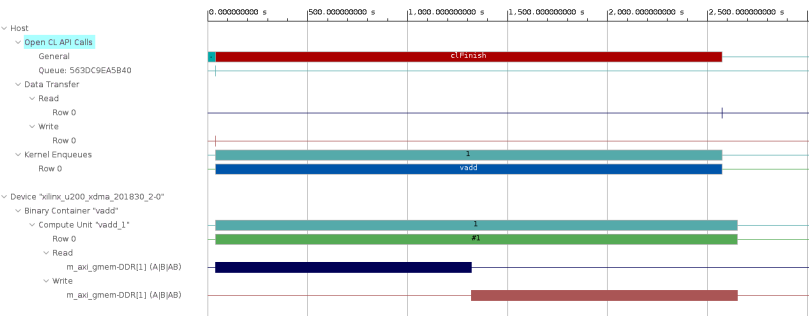 0.000000000 s 500.000000000 s 1,000.000000000 s 1,500.000000000 s 2,000.000000000 s 2,500.000000000 s
Host
Open CL API Calls
General clFinish
Queue: 563DC9EA5B40
Data Transfer
Read
Row 0
Write
Row 0
Kernel Enqueues 1
Row 0 vadd
Device "xilinx_u200_xdma_201830_2-0"
Binary Container "vadd"
Compute Unit "vadd_1" 1
Row 0 #1
Read
m_axi_gmem-DDR[1] (A|B|AB)
Write
m_axi_gmem-DDR[1] (A|B|AB)